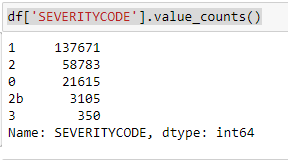 df['SEVERITYCODE'].value_counts()
1 137671
2 58783
0 21615
2b 3105
3 350
Name: SEVERITYCODE, dtype: int64